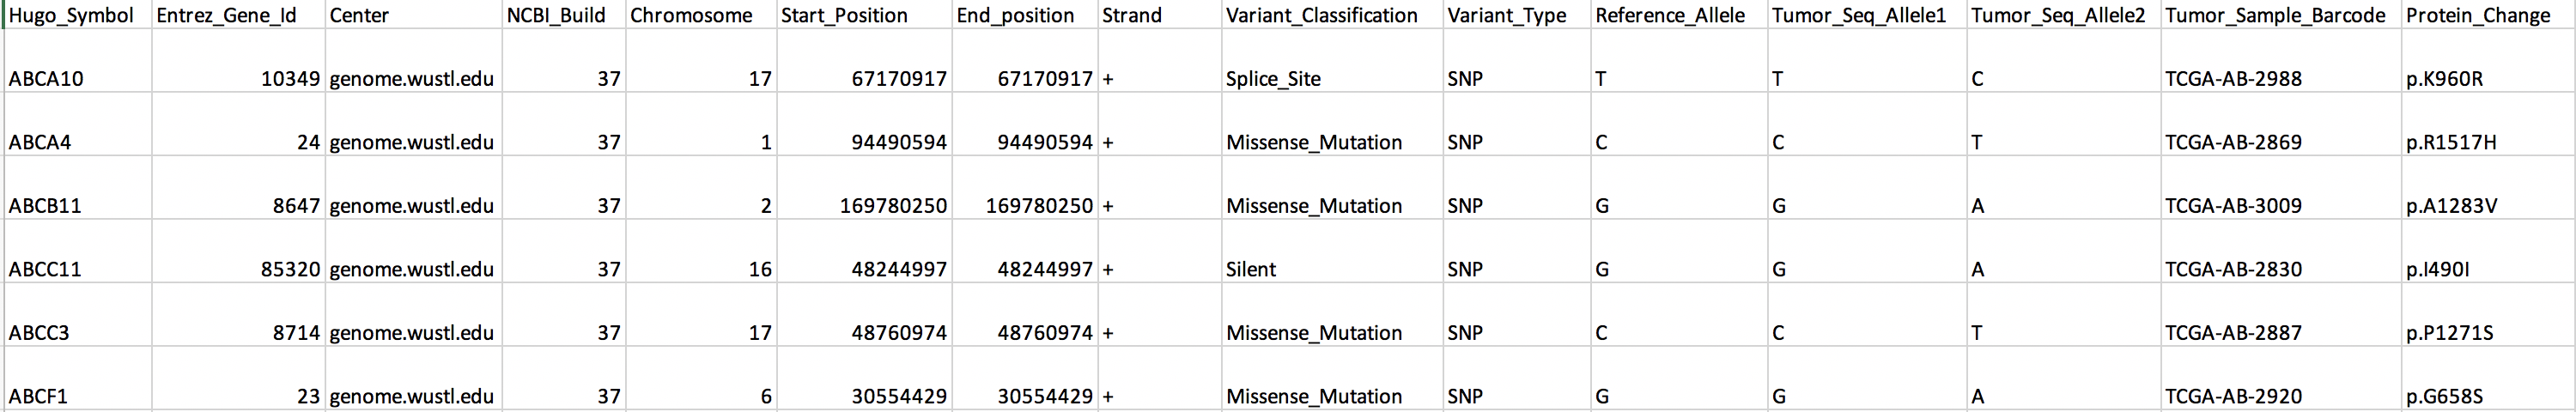 Hugo_Symbol Entrez_Gene_Id Center NCBI_Build Chromosome Start_Position End_position Strand Variant_Classification Variant_Type Reference_Allele Tumor_Seq_Allele1 Tumor_Seq_Allele2 Tumor_Sample_Barcode Protein_Change
ABCA10 10349 genome.wustl.edu 37 17 67170917 67170917 + Splice_Site SNP T T C TCGA-AB-2988 p.K960R
ABCA4 24 genome.wustl.edu 37 1 94490594 94490594 + Missense_Mutation SNP C C T TCGA-AB-2869 p.R1517H
ABCB11 8647 genome.wustl.edu 37 2 169780250 169780250 + Missense_Mutation SNP G G A TCGA-AB-3009 p.A1283V
ABCC11 85320 genome.wustl.edu 37 16 48244997 48244997 + Silent SNP G G A TCGA-AB-2830 p.I490I
ABCC3 8714 genome.wustl.edu 37 17 48760974 48760974 + Missense_Mutation SNP C C T TCGA-AB-2887 p.P1271S
ABCF1 23 genome.wustl.edu 37 6 30554429 30554429 + Missense_Mutation SNP G G A TCGA-AB-2920 p.G658S